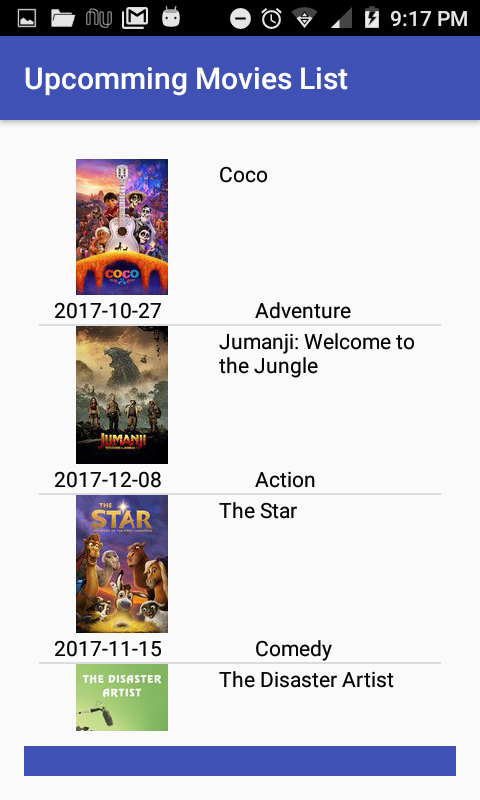 9:17 PM
Upcomming Movies List
Coco
COCO
2017-10-27
Adventure
Jumanji: Welcome to
the Jungle
JUMANJI
2017-12-08
Action
THE
STAR
The Star
2017-11-15
Comedy
THE DISASTER
ARTIST
The Disaster Artist